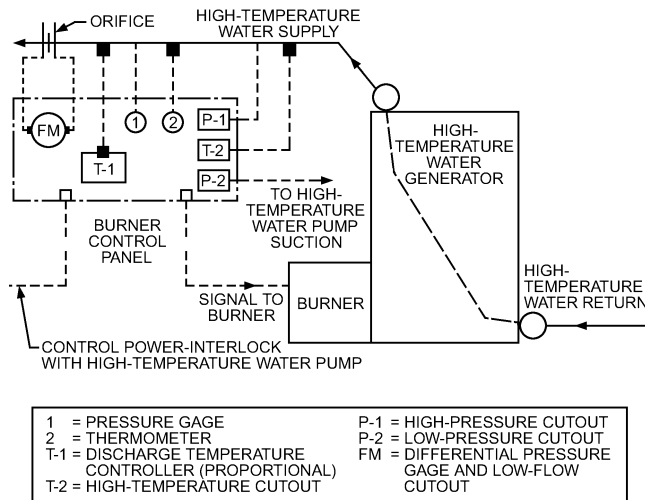 ORIFICE
HIGH-TEMPERATURE
WATER SUPPLY
FM
1
2
P-1
T-2
P-2
T-1
HIGH-
TEMPERATURE
WATER
GENERATOR
TO HIGH-
TEMPERATURE
WATER PUMP
SUCTION
BURNER
CONTROL
PANEL
SIGNAL TO
BURNER
BURNER
HIGH-
TEMPERATURE
WATER RETURN
CONTROL POWER-INTERLOCK
WITH HIGH-TEMPERATURE WATER PUMP
1 = PRESSURE GAGE
2 = THERMOMETER
T-1 = DISCHARGE TEMPERATURE
CONTROLLER (PROPORTIONAL)
T-2 = HIGH-TEMPERATURE CUTOUT
P-1 = HIGH-PRESSURE CUTOUT
P-2 = LOW-PRESSURE CUTOUT
FM = DIFFERENTIAL PRESSURE
GAGE AND LOW-FLOW
CUTOUT